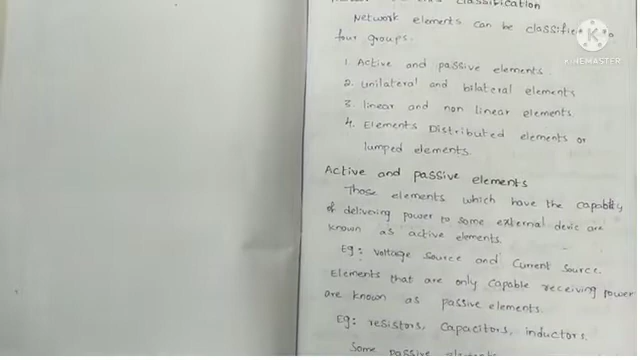 classification
Network elements can be
four groups.
1. Active and passive elements.
2. Unilateral and bilateral elements
3. linear and non linear elements.
4. Elements Distributed elements or
lumped elements.
Active and passive elements
Those elements which have the capability
of delivering power to some external device are
known as active elements.
Eg: Voltage Source and Current Source.
Elements that are only capable receiving power
are known as passive elements.
Eg: resistors, Capacitors, inductors.
Some passive
KINEMASTER